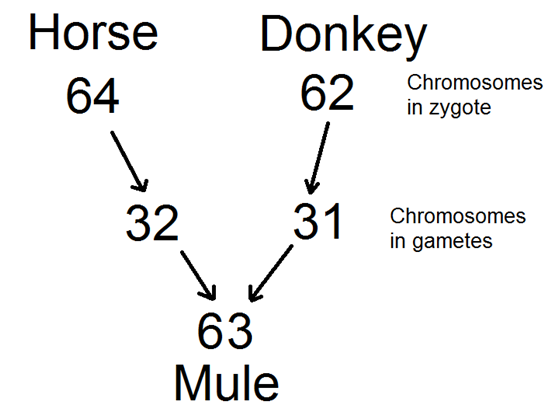 Horse
Donkey
64
62
Chromosomes
in zygote
32
31
Chromosomes
in gametes
63
Mule